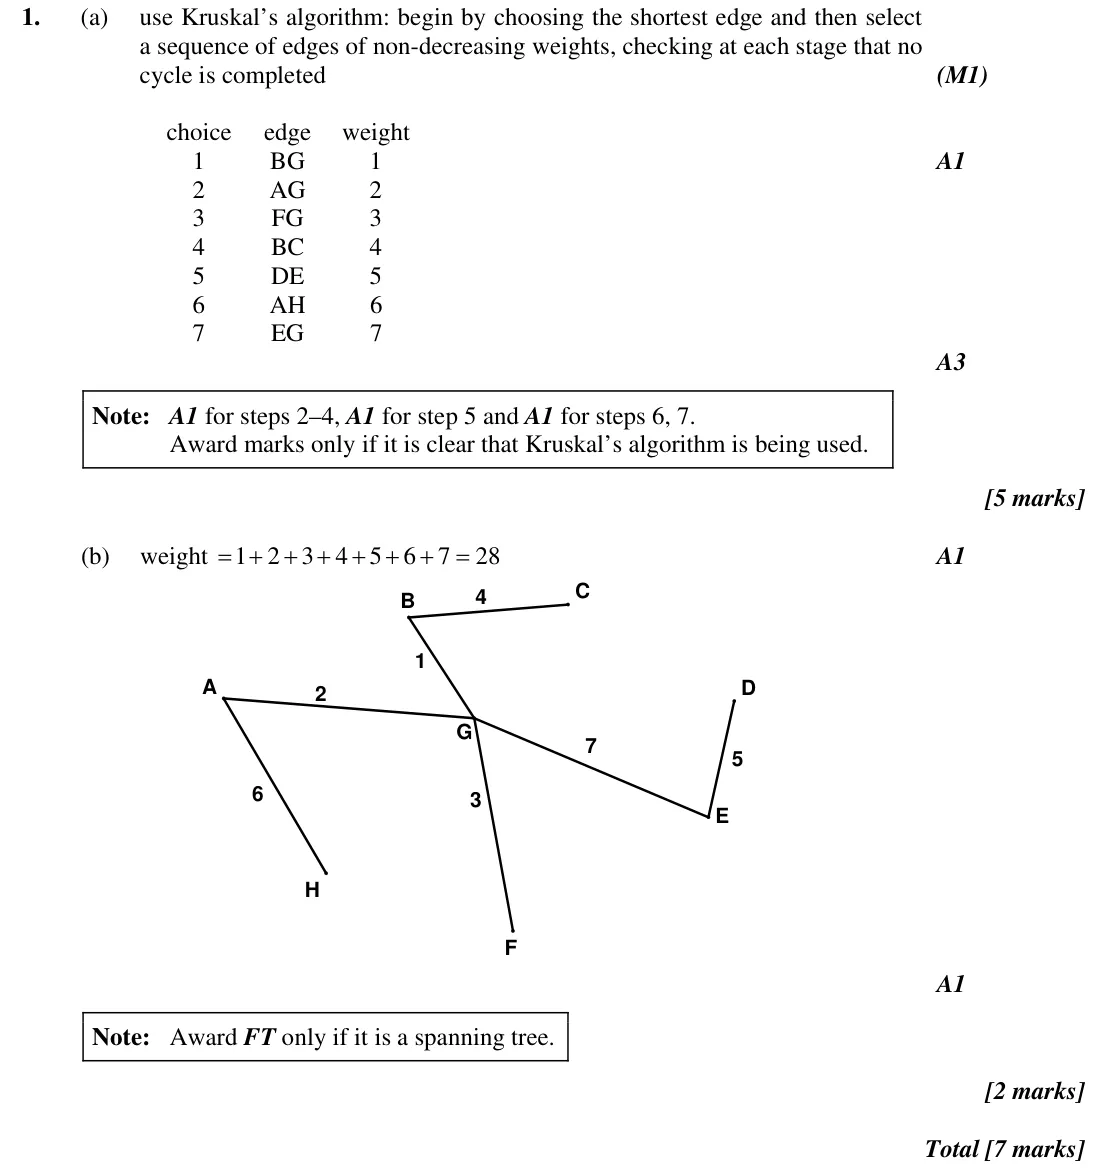 1. (a) use Kruskal's algorithm: begin by choosing the shortest edge and then select
a sequence of edges of non-decreasing weights, checking at each stage that no
cycle is completed (M1)
choice edge weight
1 BG 1 A1
2 AG 2
3 FG 3
4 BC 4
5 DE 5
6 AH 6
7 EG 7
A3
Note: A1 for steps 2–4, A1 for step 5 and A1 for steps 6, 7.
Award marks only if it is clear that Kruskal's algorithm is being used.
[5 marks]
(b) weight =1+2+3+4+5+6+7=28 A1
B 4 C
1
A 2 D
G 7
5
6 3 E
H
F
A1
Note: Award FT only if it is a spanning tree.
[2 marks]
Total [7 marks]